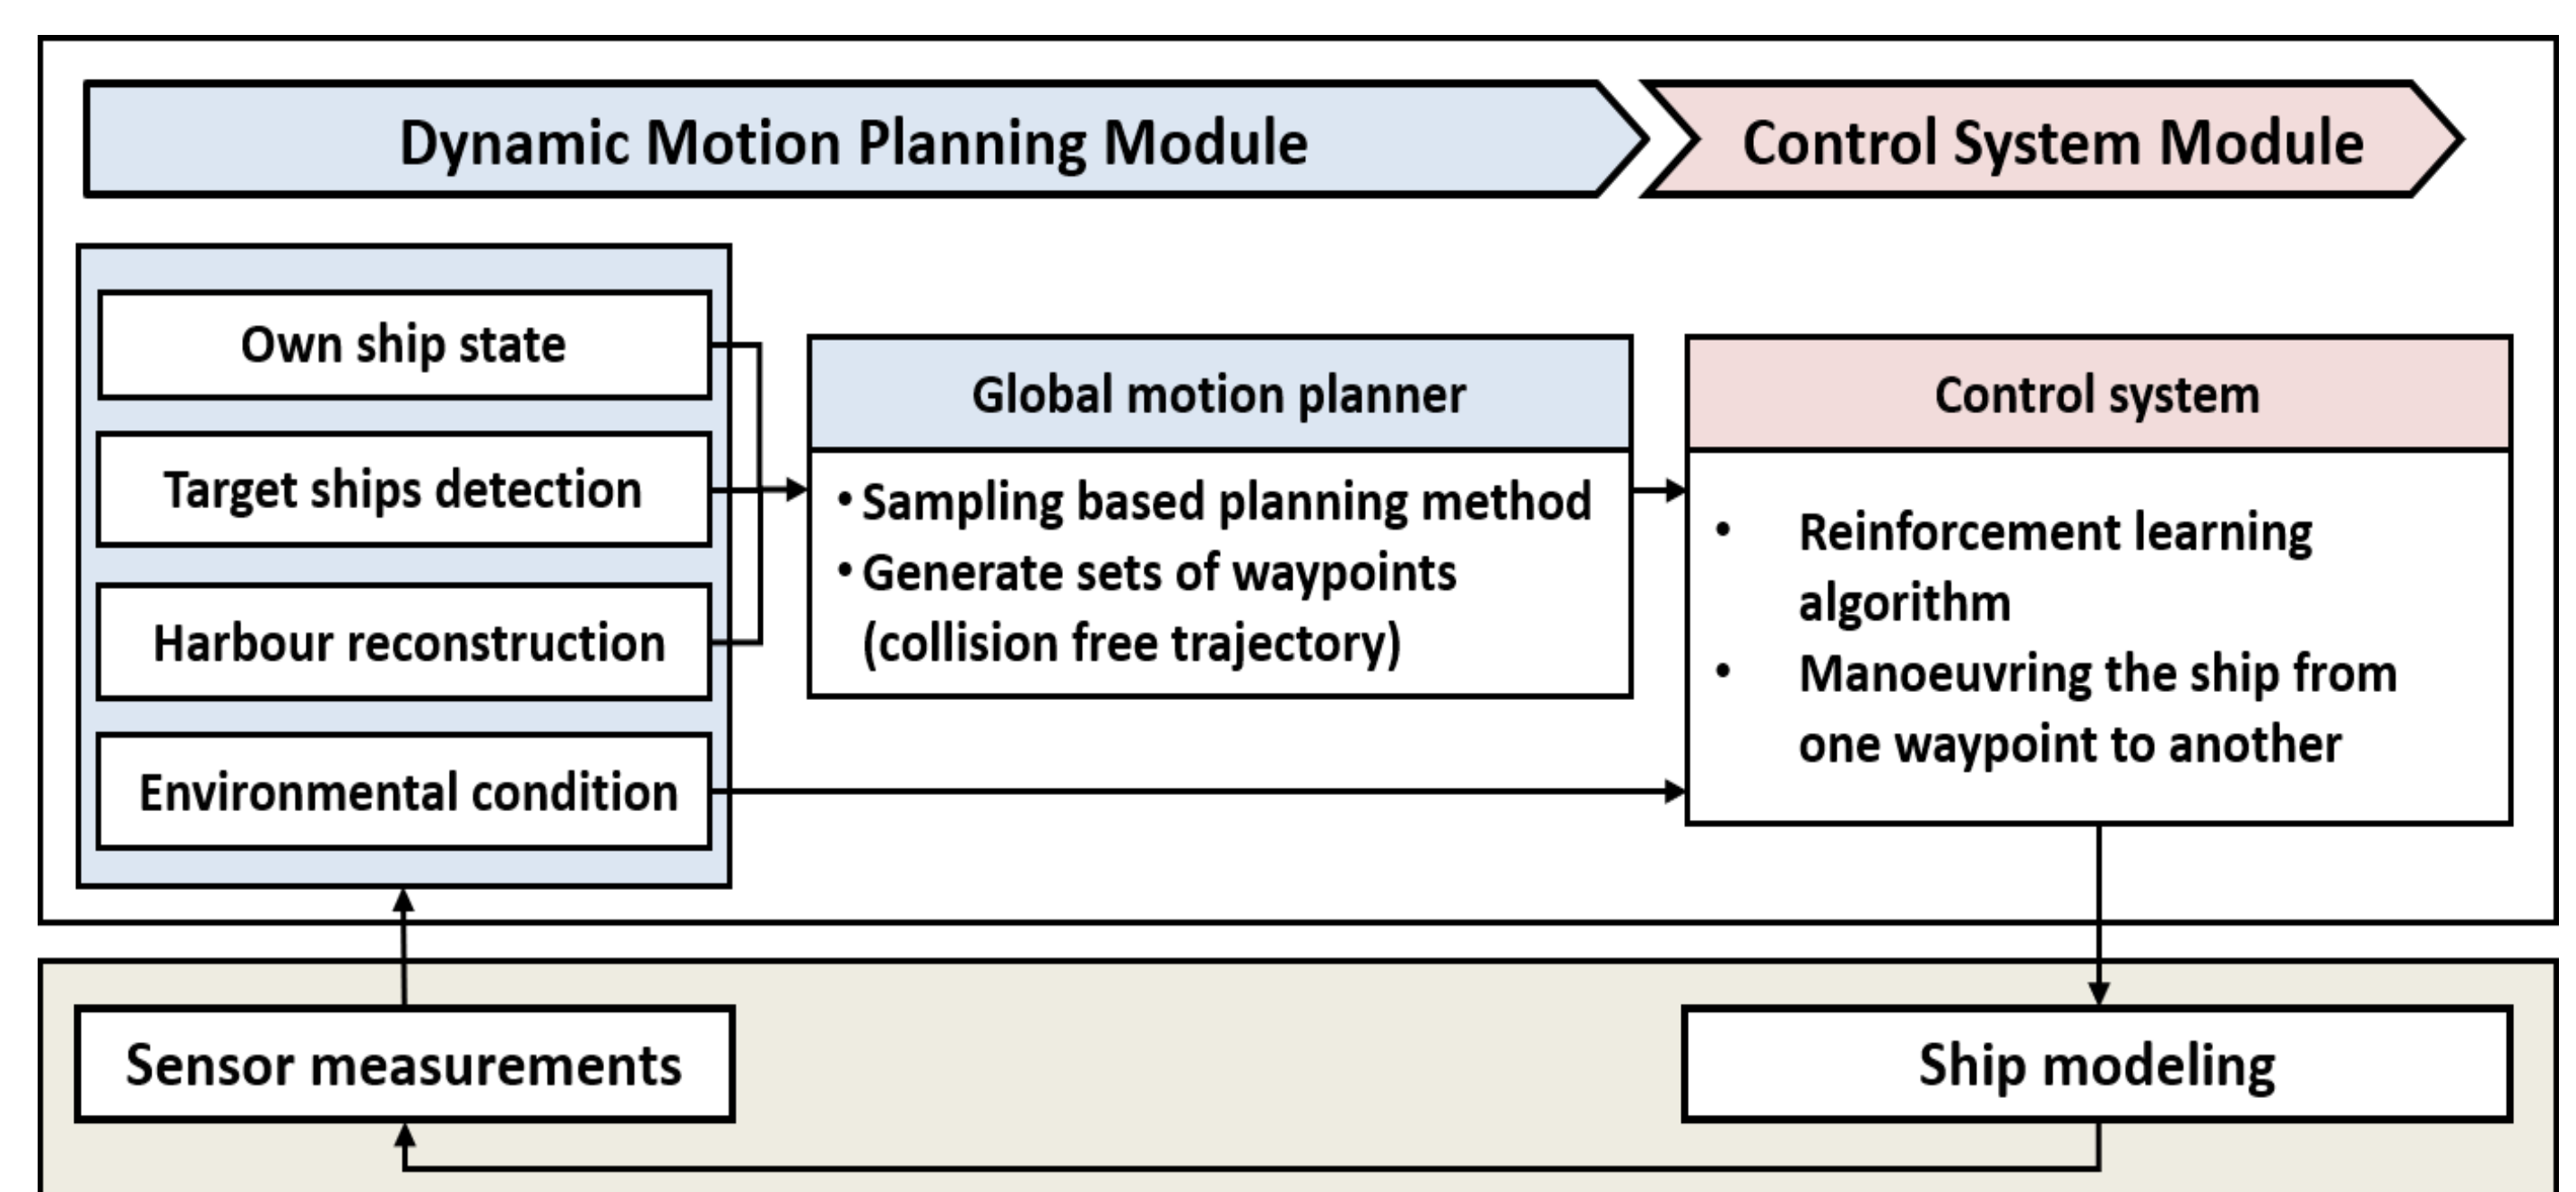 Dynamic Motion Planning Module
Control System Module
Own ship state
Target ships detection
Harbour reconstruction
Environmental condition
Global motion planner
• Sampling based planning method
• Generate sets of waypoints
(collision free trajectory)
Control system
• Reinforcement learning
algorithm
• Manoeuvring the ship from
one waypoint to another
Sensor measurements
Ship modeling